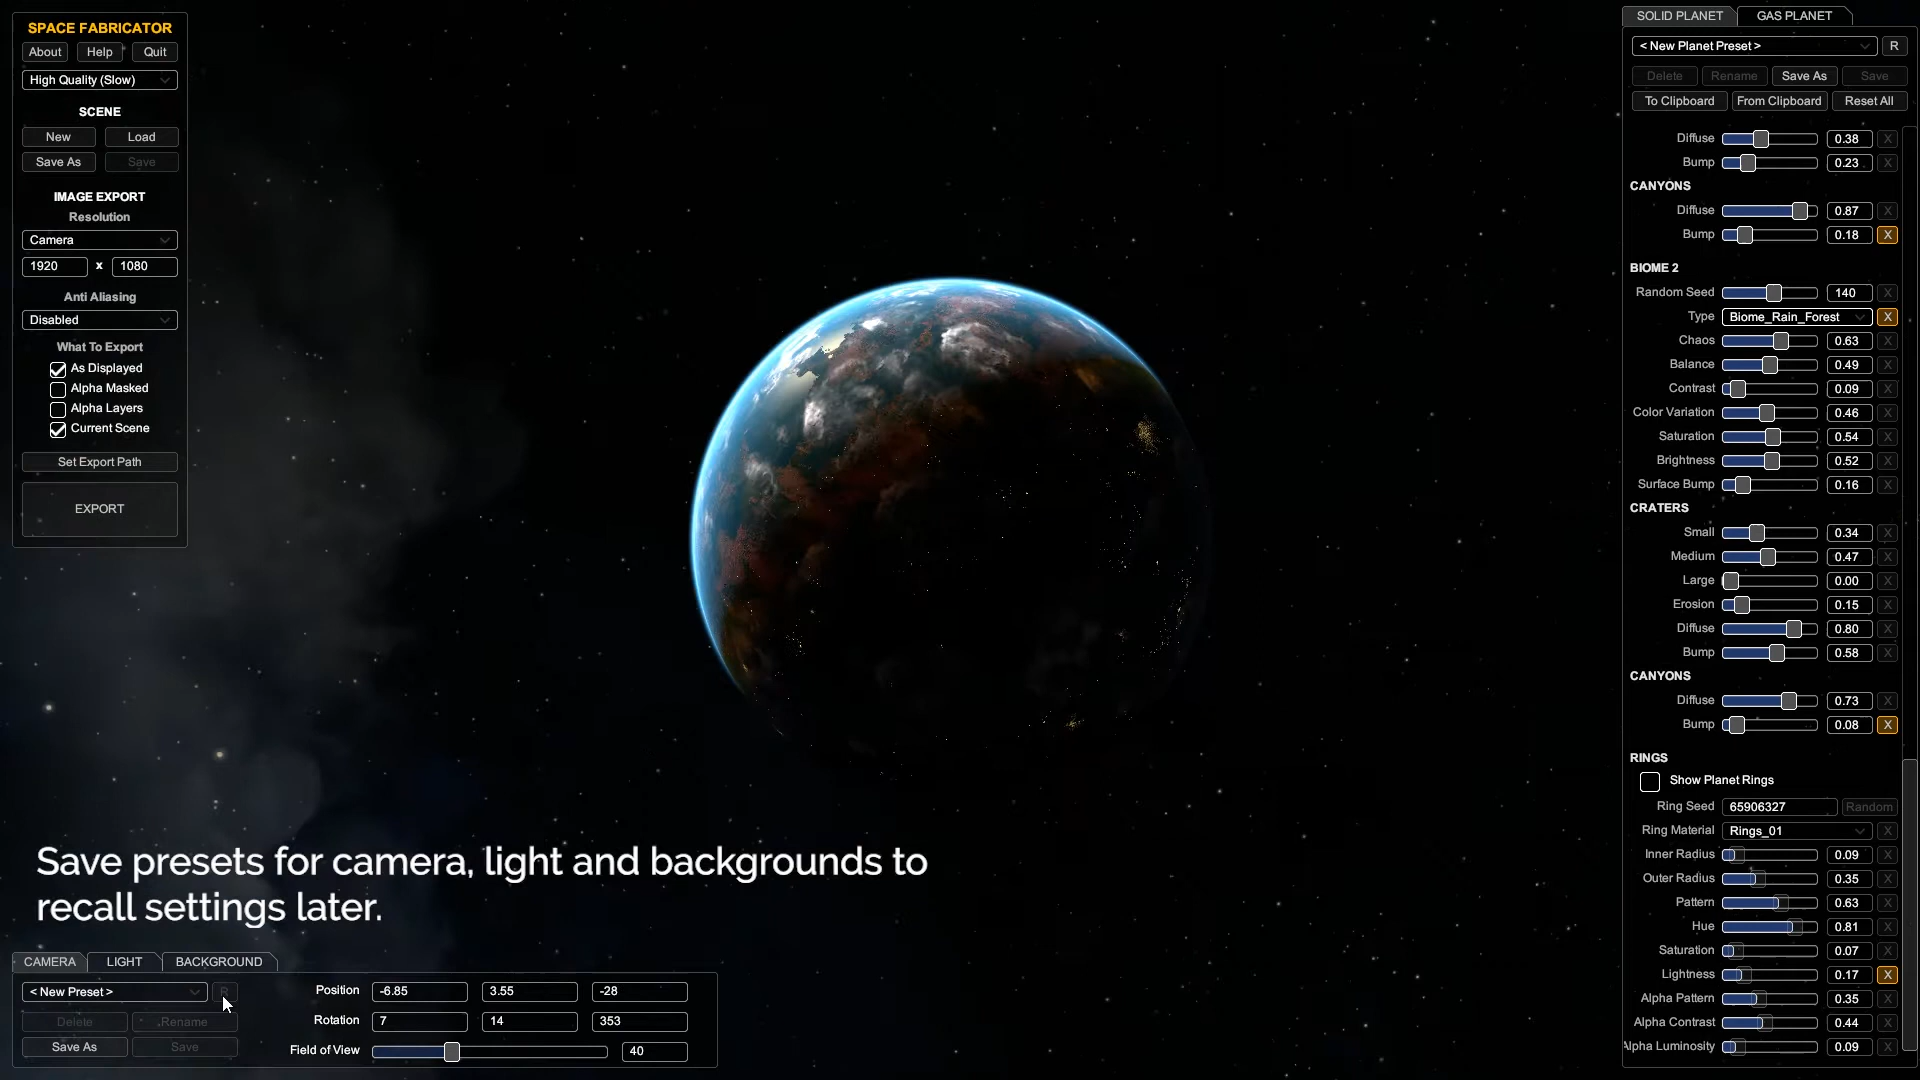 SPACE FABRICATOR
About Help Quit
High Quality (Slow)
SCENE
New Load
Save As Save
IMAGE EXPORT
Resolution
Camera
1920 x 1080
Anti Aliasing
Disabled
What To Export
As Displayed
Alpha Masked
Alpha Layers
Current Scene
Set Export Path
EXPORT
Save presets for camera, light and backgrounds to
recall settings later.
CAMERA LIGHT BACKGROUND
< New Preset > R
Delete Rename
Save As Save
Position -6.85 3.55 -28
Rotation 7 14 353
Field of View 40
SOLID PLANET GAS PLANET
< New Planet Preset > R
Delete Rename Save As Save
To Clipboard From Clipboard Reset All
Diffuse 0.38 X
Bump 0.23 X
CANYONS
Diffuse 0.87 X
Bump 0.18 X
BIOME 2
Random Seed 140 X
Type Biome_Rain_Forest X
Chaos 0.63 X
Balance 0.49 X
Contrast 0.09 X
Color Variation 0.46 X
Saturation 0.54 X
Brightness 0.52 X
Surface Bump 0.16 X
CRATERS
Small 0.34 X
Medium 0.47 X
Large 0.00 X
Erosion 0.15 X
Diffuse 0.80 X
Bump 0.58 X
CANYONS
Diffuse 0.73 X
Bump 0.08 X
RINGS
Show Planet Rings
Ring Seed 65906327 Random
Ring Material Rings_01 X
Inner Radius 0.09 X
Outer Radius 0.35 X
Pattern 0.63 X
Hue 0.81 X
Saturation 0.07 X
Lightness 0.17 X
Alpha Pattern 0.35 X
Alpha Contrast 0.44 X
Alpha Luminosity 0.09 X